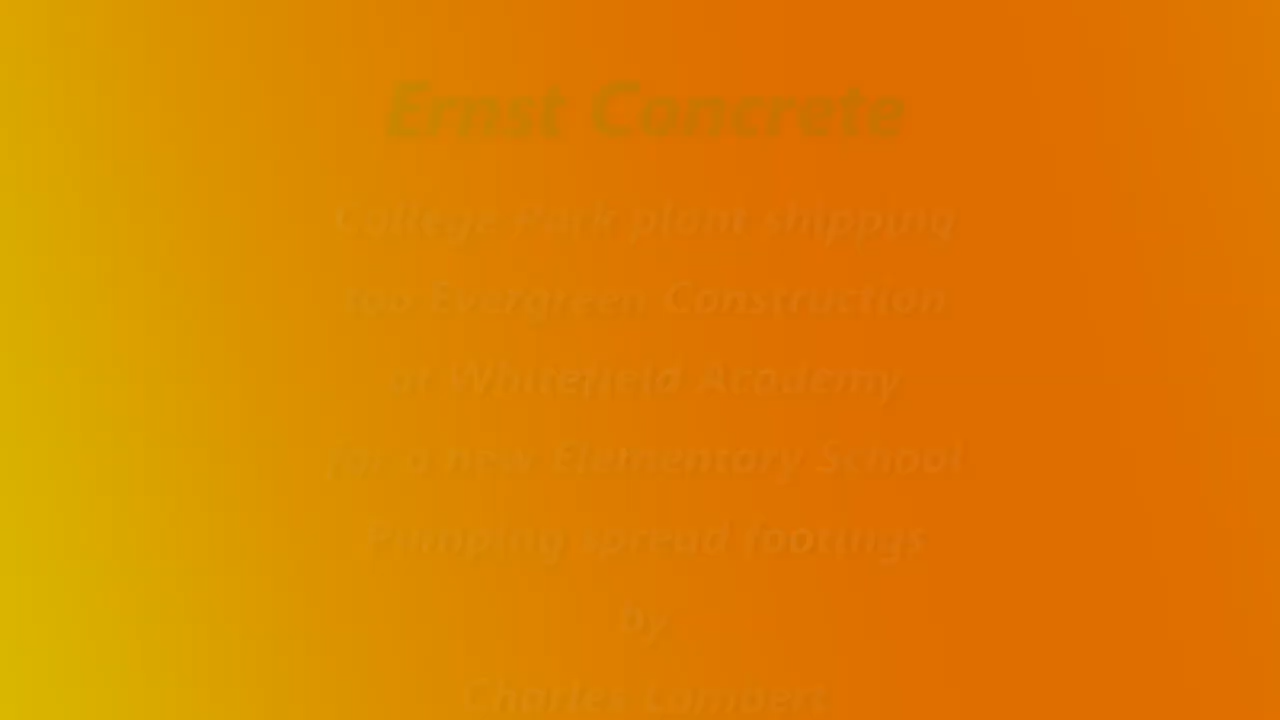 Ernst Concrete
College Park plant shipping
too Evergreen Construction
at Whitefield Academy
for a new Elementary School
Pumping spread footings
by
Charles Lambert